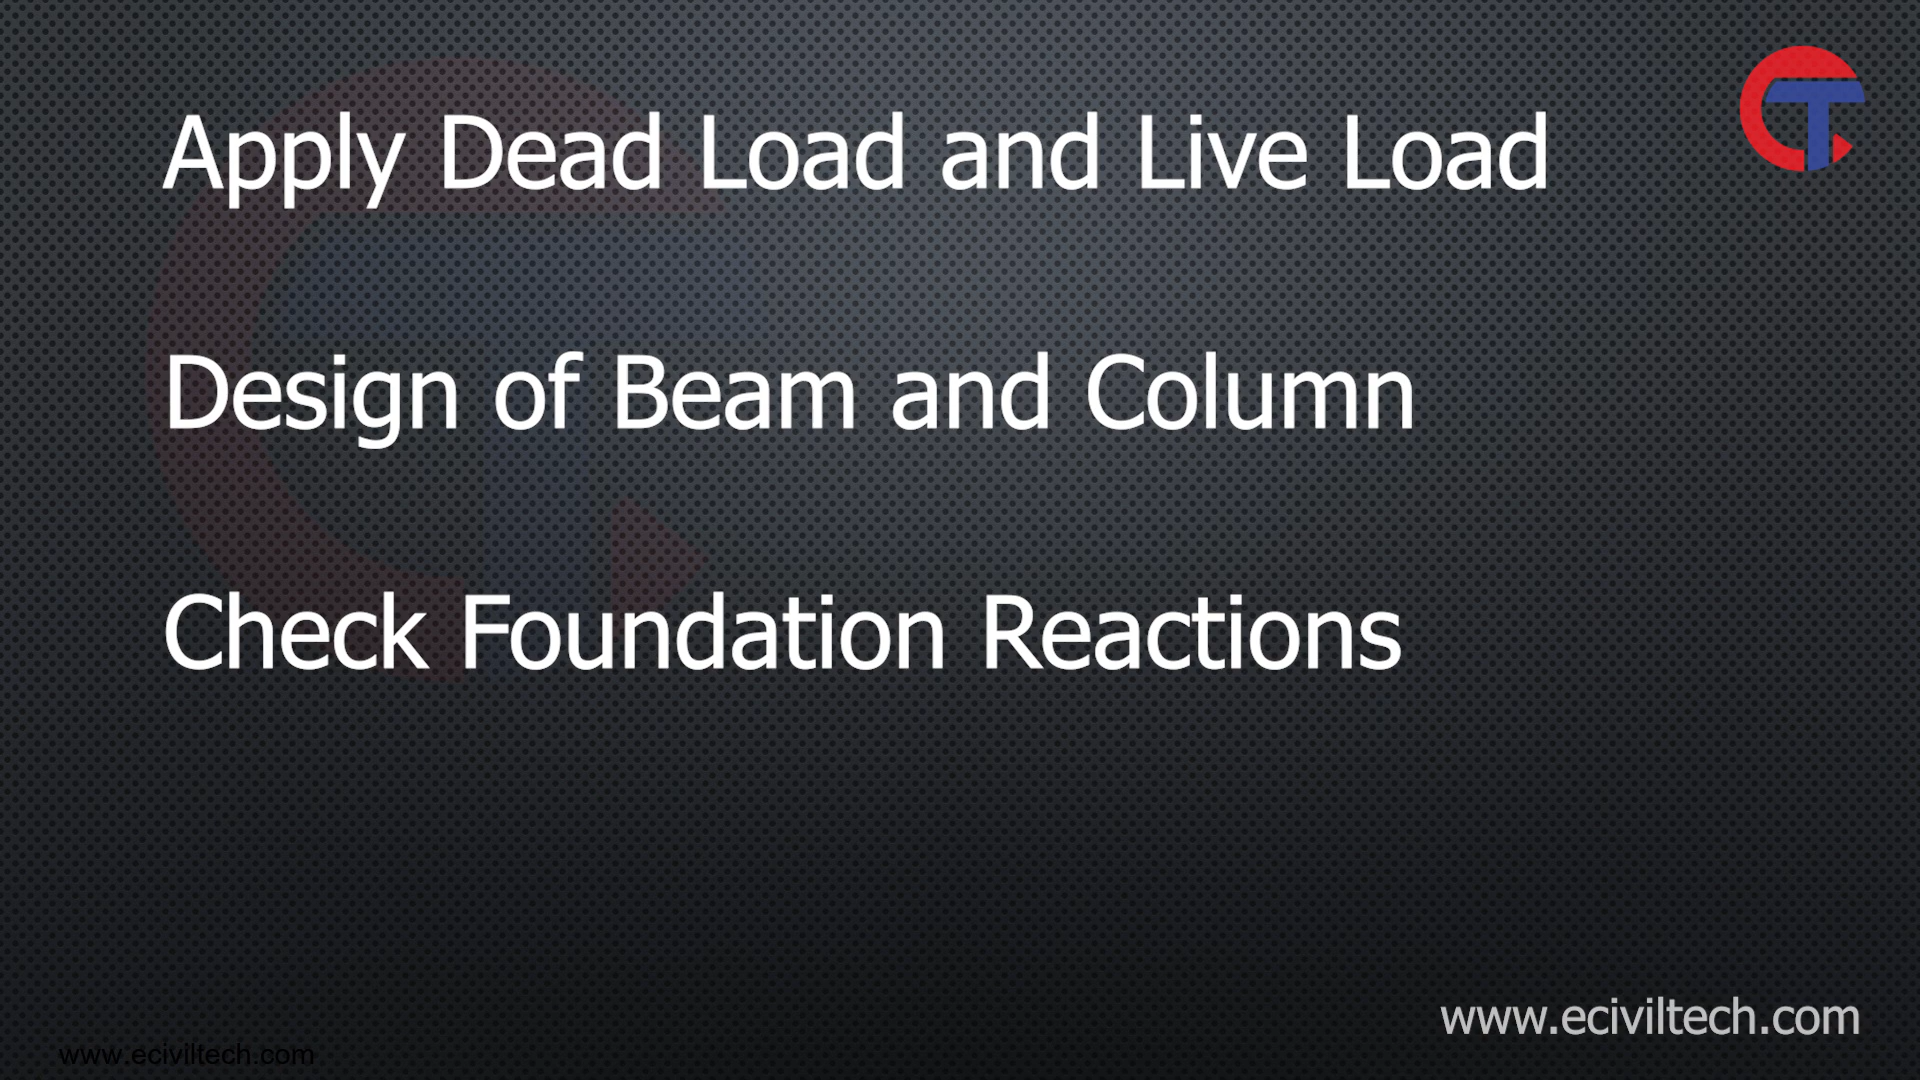 Apply Dead Load and Live Load
Design of Beam and Column
Check Foundation Reactions
www.eciviltech.com
www.eciviltech.com